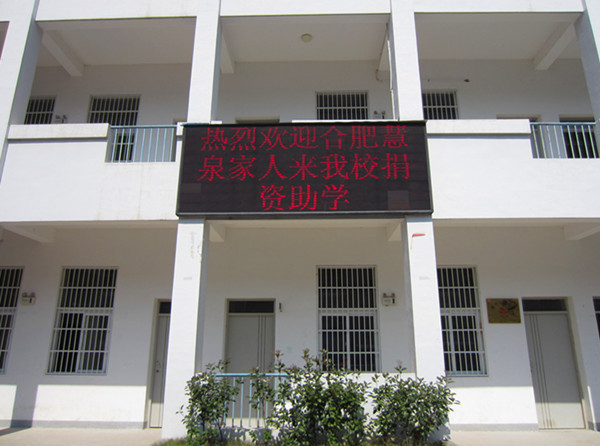 热烈欢迎合肥慧
泉家人来我校捐
资助学